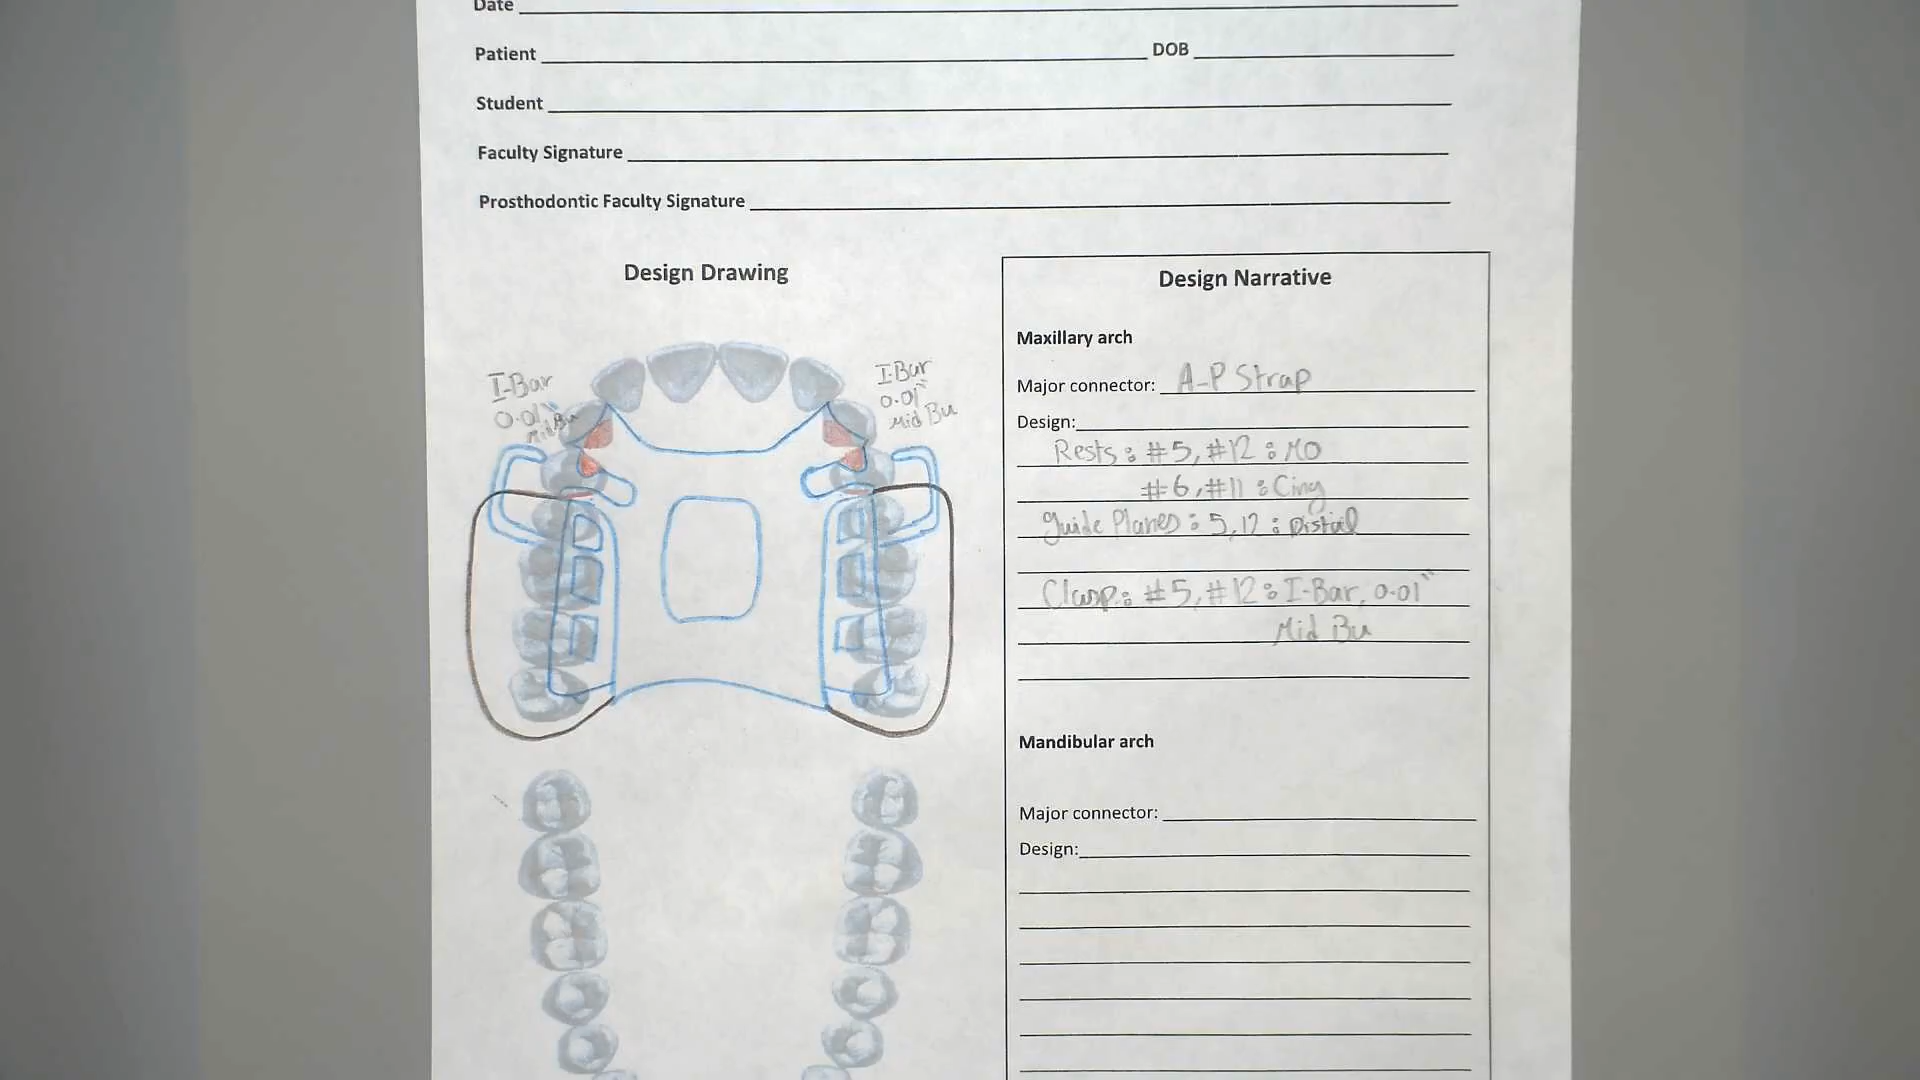 Date
Patient DOB
Student
Faculty Signature
Prosthodontic Faculty Signature
Design Drawing
I-Bar
0.01"
Mid Bu
I-Bar
0.01"
Mid Bu
Design Narrative
Maxillary arch
Major connector: A-P Strap
Design:
Rests: #5, #12: MO
#6, #11: Cing
guide Planes: 5,12: Distal
Clasp: #5, #12: I-Bar, 0.01"
Mid Bu
Mandibular arch
Major connector:
Design: